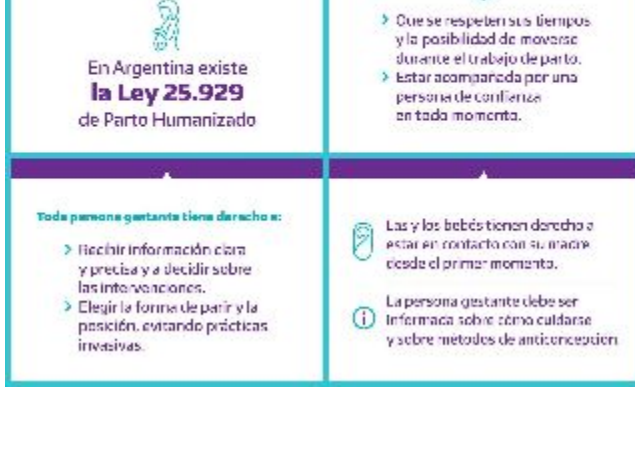 En Argentina existe
la Ley 25.929
de Parto Humanizado
> Que se respeten sus tiempos
y la posibilidad de moverse
durante el trabajo de parto.
> Estar acompañada por una
persona de confianza
en todo momento.
Toda persona gestante tiene derecho a:
> Recibir información clara
y precisa y a decidir sobre
las intervenciones.
> Elegir la forma de parir y la
posición, evitando prácticas
invasivas.
Las y los bebés tienen derecho a
estar en contacto con su madre
desde el primer momento.
La persona gestante debe ser
informada sobre cómo cuidarse
y sobre métodos de anticoncepción